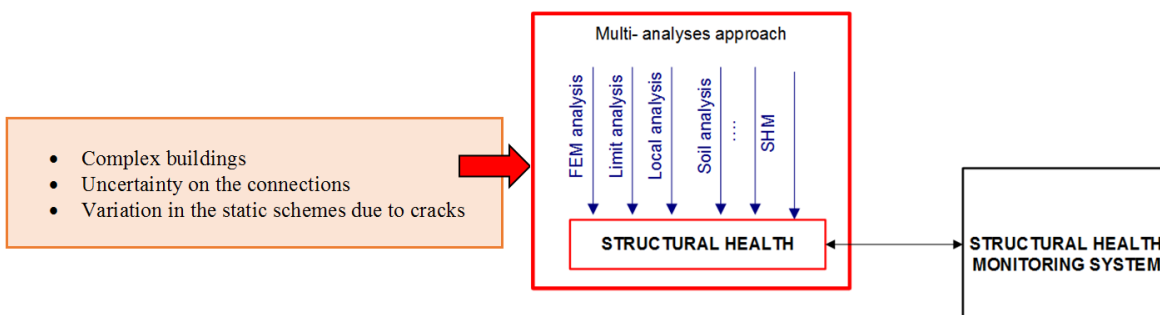 Multi- analyses approach
FEM analysis
Limit analysis
Local analysis
Soil analysis
....
SHM
• Complex buildings
• Uncertainty on the connections
• Variation in the static schemes due to cracks
STRUCTURAL HEALTH
STRUCTURAL HEALTH
MONITORING SYSTEM